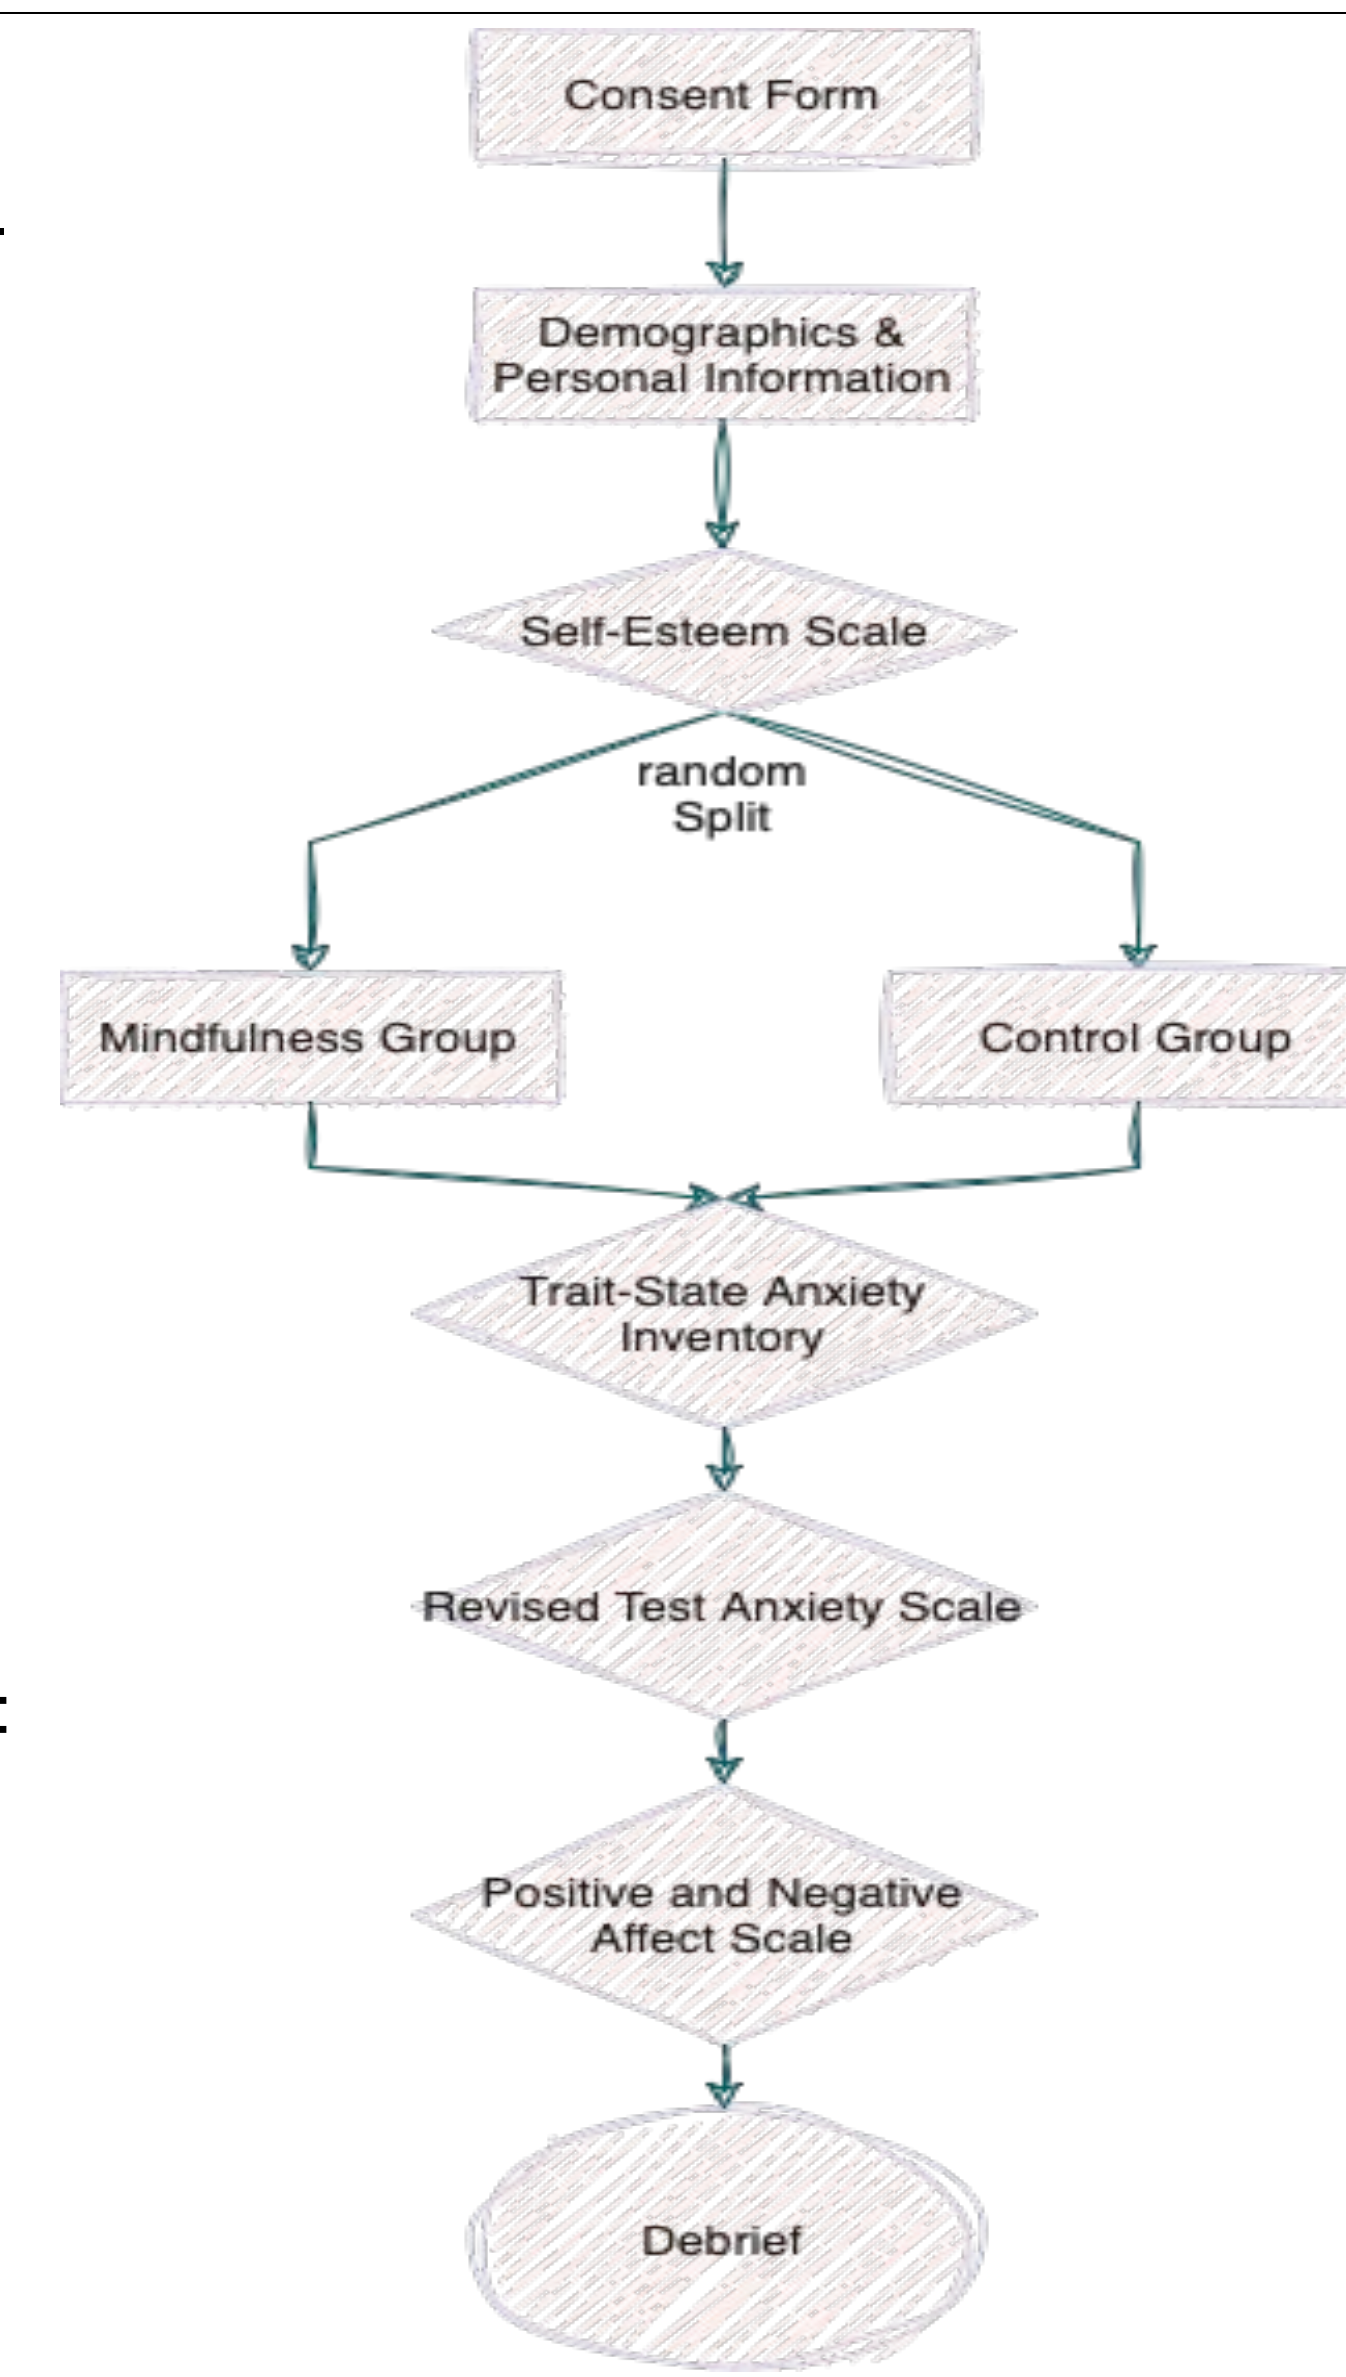 Consent Form
Demographics &
Personal Information
Self-Esteem Scale
random
Split
Mindfulness Group
Control Group
Trait-State Anxiety
Inventory
Revised Test Anxiety Scale
Positive and Negative
Affect Scale
Debrief